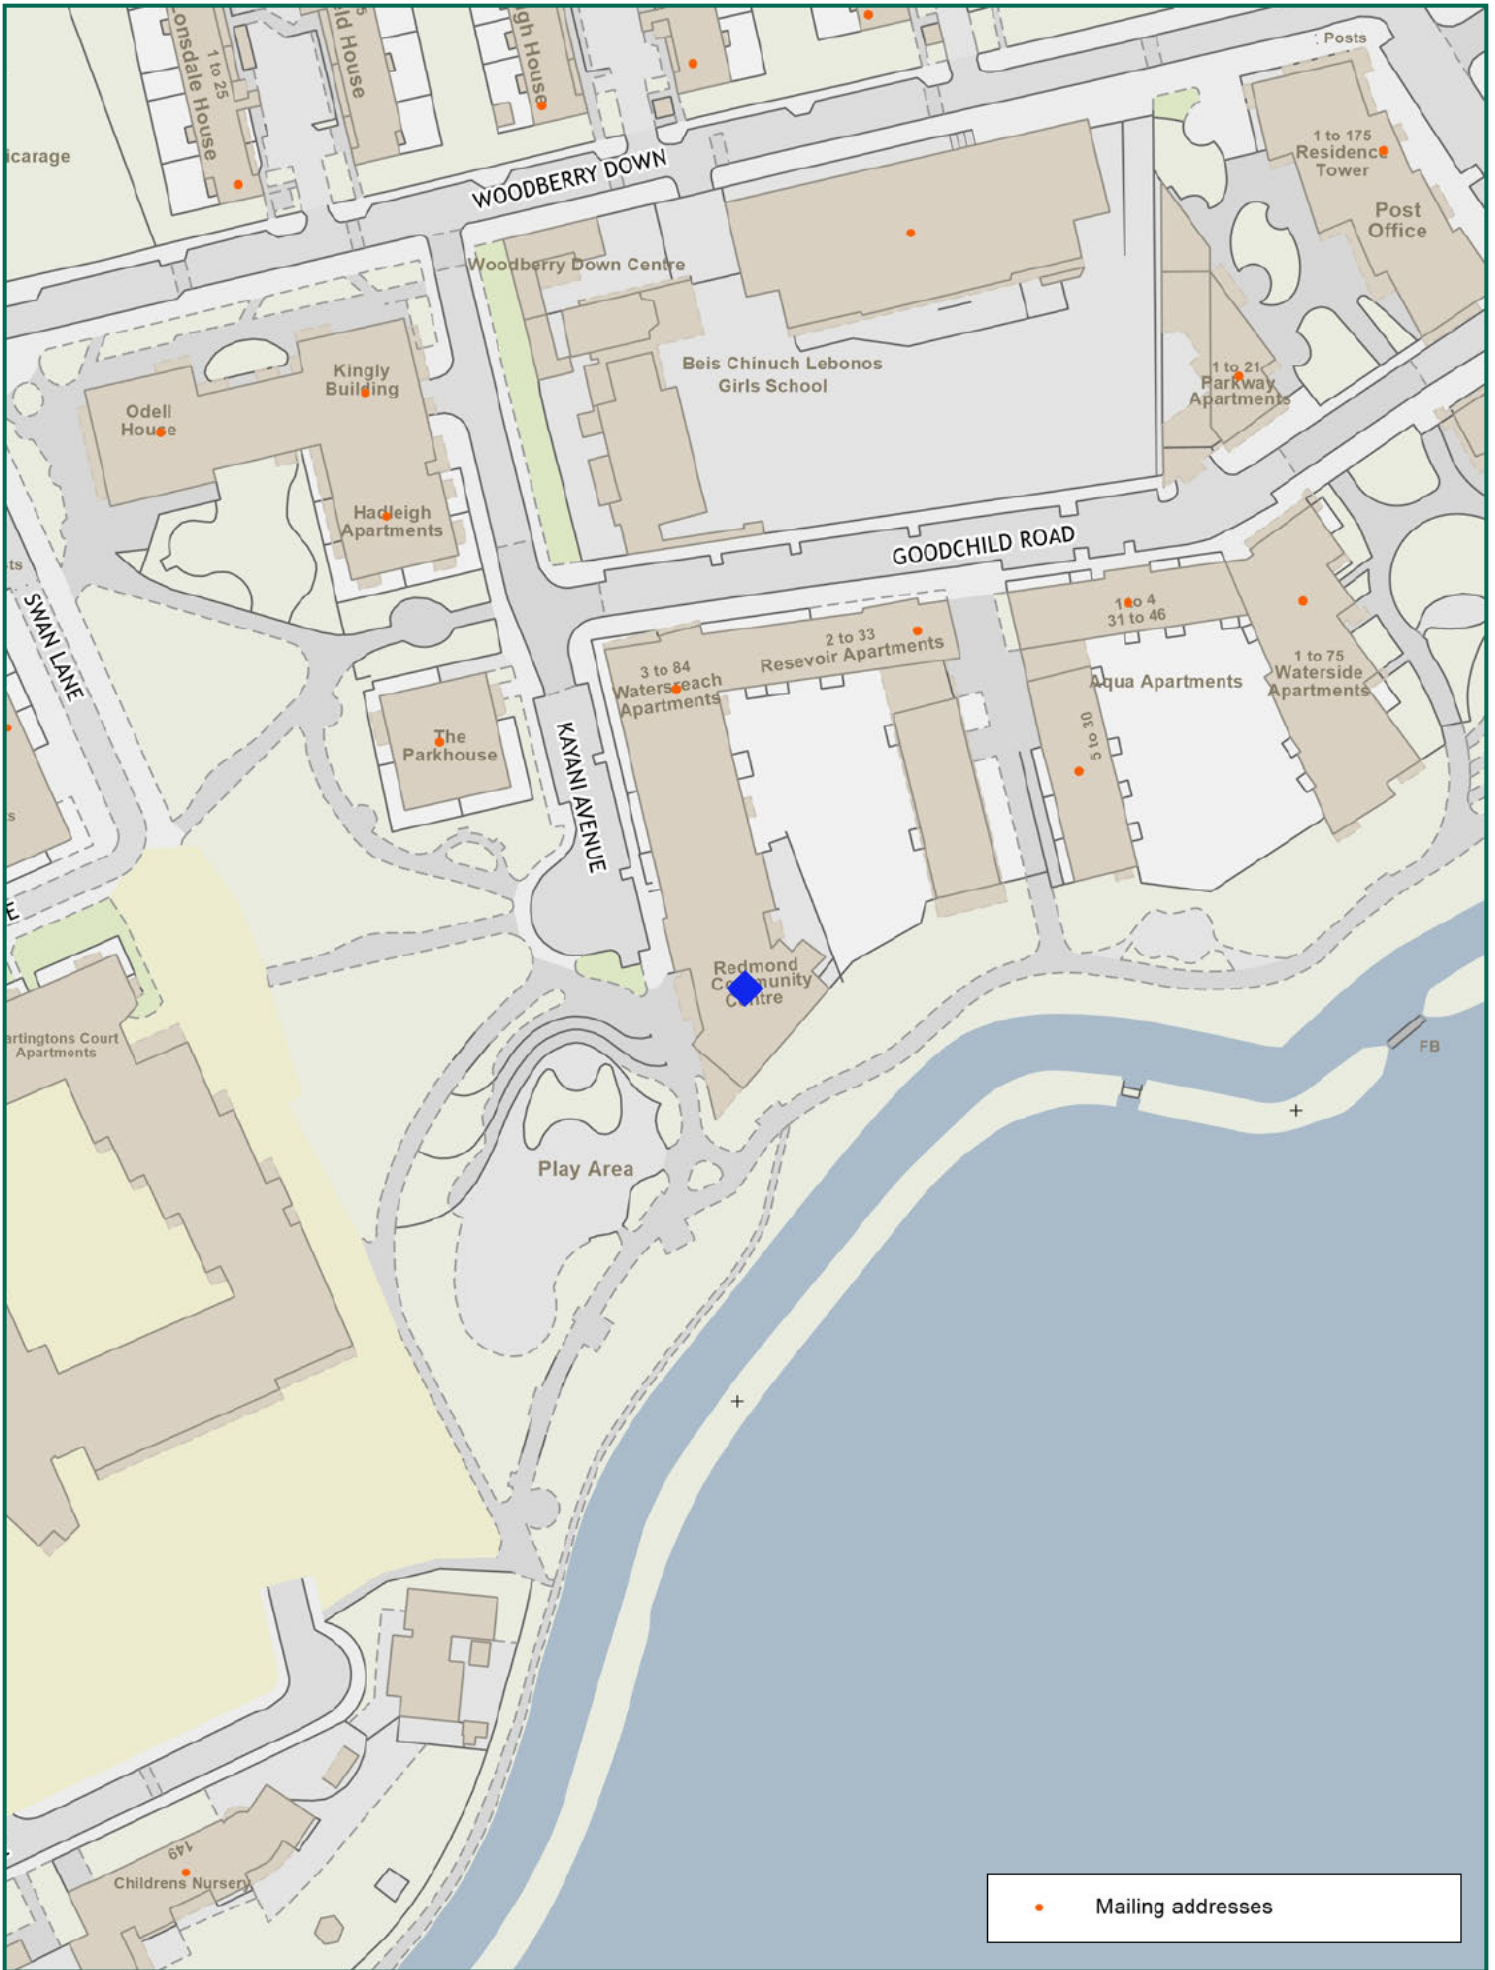 onsdale House
1 to 25
ld House
gh House
Posts
icarage
WOODBERRY DOWN
1 to 175
Residence
Tower
Post
Office
Woodberry Down Centre
Beis Chinuch Lebonos
Girls School
Kingly
Building
Odell
House
1 to 21
Parkway
Apartments
Hadleigh
Apartments
GOODCHILD ROAD
ts
SWAN LANE
1 to 4
31 to 46
2 to 33
Resevoir Apartments
3 to 84
Watersreach
Apartments
1 to 75
Waterside
Apartments
Aqua Apartments
5 to 30
The
Parkhouse
KAYANI AVENUE
s
E
Redmond
Community
Centre
artingtons Court
Apartments
FB
Play Area
149
Childrens Nursery
Mailing addresses